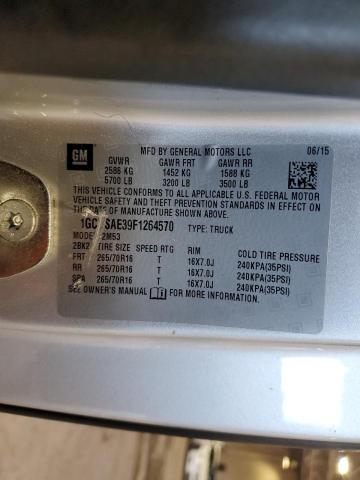 GM
MFD BY GENERAL MOTORS LLC 06/15
GVWR GAWR FRT GAWR RR
2586 KG 1452 KG 1588 KG
5700 LB 3200 LB 3500 LB
THIS VEHICLE CONFORMS TO ALL APPLICABLE U.S. FEDERAL MOTOR
VEHICLE SAFETY AND THEFT PREVENTION STANDARDS IN EFFECT ON
THE DATE OF MANUFACTURE SHOWN ABOVE.
SAE39F1264570 TYPE: TRUCK
MODEL: 2M53
2BK2 TIRE SIZE SPEED RTG RIM COLD TIRE PRESSURE
FRT 265/70R16 T 16X7.0J 240KPA(35PSI)
RR 265/70R16 T 16X7.0J 240KPA(35PSI)
SPA 265/70R16 T 16X7.0J 240KPA(35PSI)
SEE OWNER'S MANUAL FOR MORE INFORMATION.